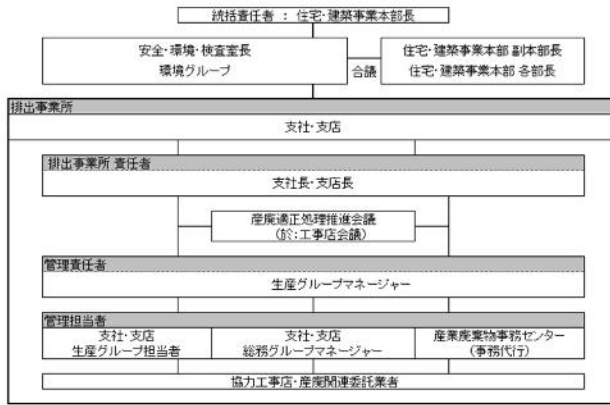 統括責任者 : 住宅・建築事業本部長
安全・環境・検査室長
環境グループ
合議
住宅・建築事業本部 副本部長
住宅・建築事業本部 各部長
排出事業所
支社・支店
排出事業所 責任者
支社長・支店長
産廃適正処理推進会議
(於:工事店会議)
管理責任者
生産グループマネージャー
管理担当者
支社・支店
生産グループ担当者
支社・支店
総務グループマネージャー
産業廃棄物事務センター
(事務代行)
協力工事店・産廃関連委託業者